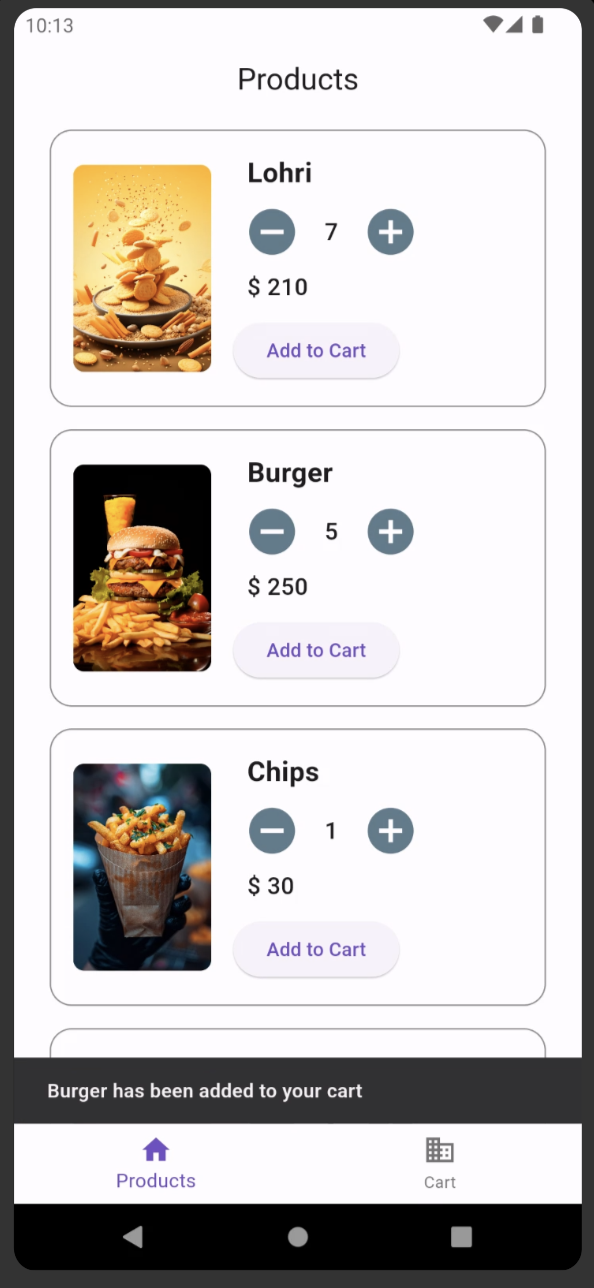 10:13
Products
Lohri
7
$ 210
Add to Cart
Burger
5
$ 250
Add to Cart
Chips
1
$ 30
Add to Cart
Burger has been added to your cart
Products
Cart